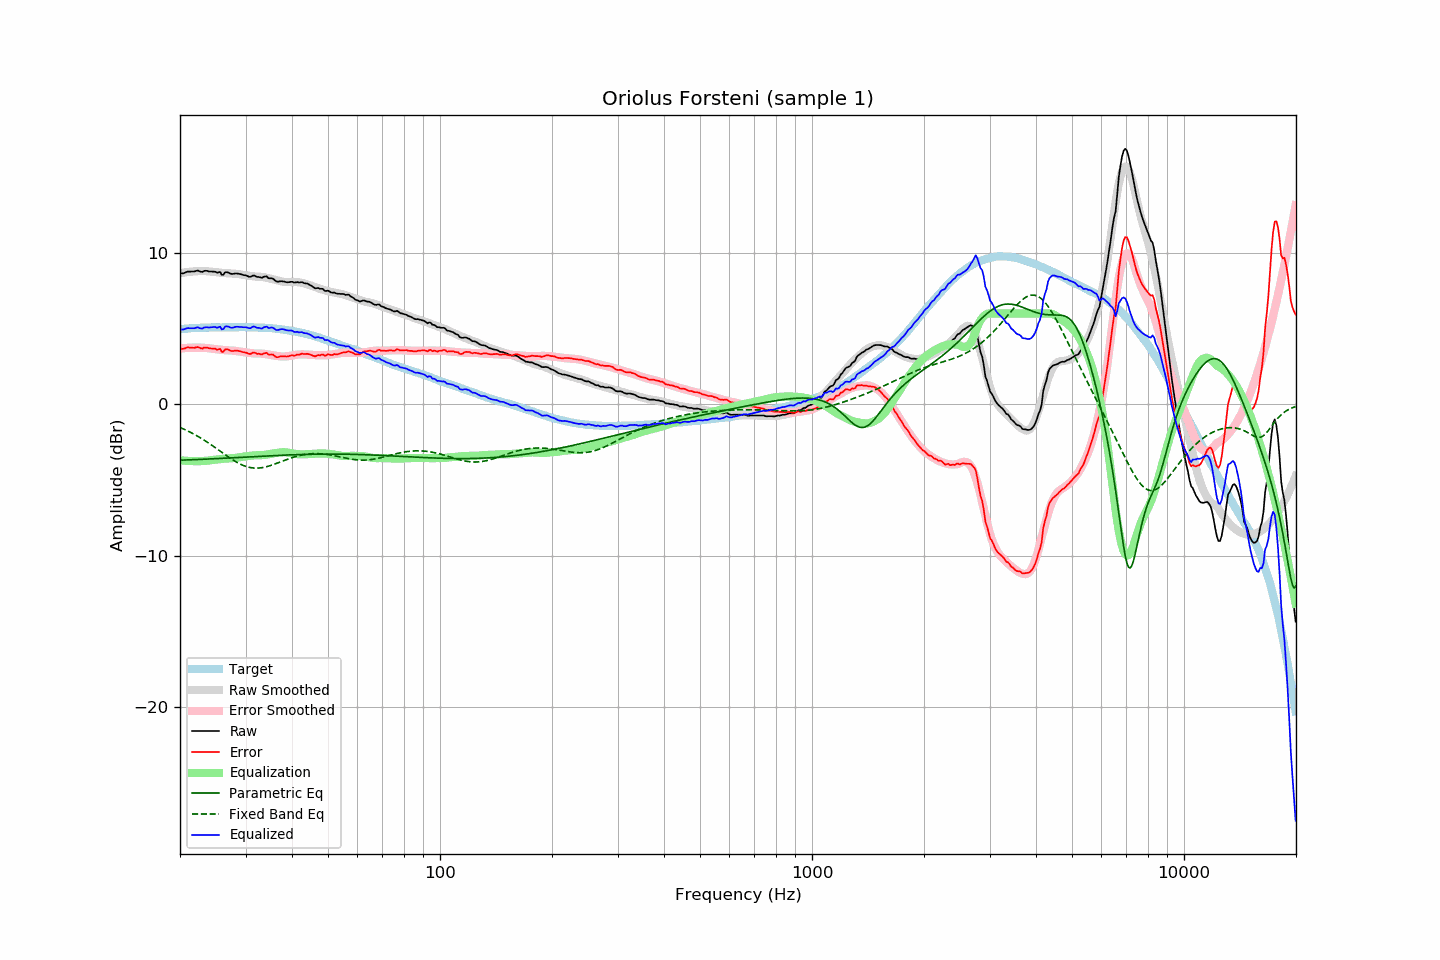 Oriolus Forsteni (sample 1)
Amplitude (dBr)
10
0
−10
−20
Target
Raw Smoothed
Error Smoothed
Raw
Error
Equalization
Parametric Eq
Fixed Band Eq
Equalized
100
1000
10000
Frequency (Hz)